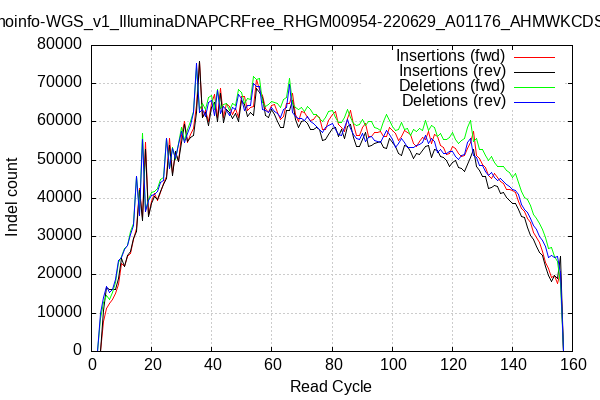 noinfo-WGS_v1_IlluminaDNAPCRFree_RHGM00954-220629_A01176_AHMWKCDS
Insertions (fwd)
Insertions (rev)
Deletions (fwd)
Deletions (rev)
80000
70000
60000
50000
40000
30000
20000
10000
0
Indel count
0 20 40 60 80 100 120 140 160
Read Cycle